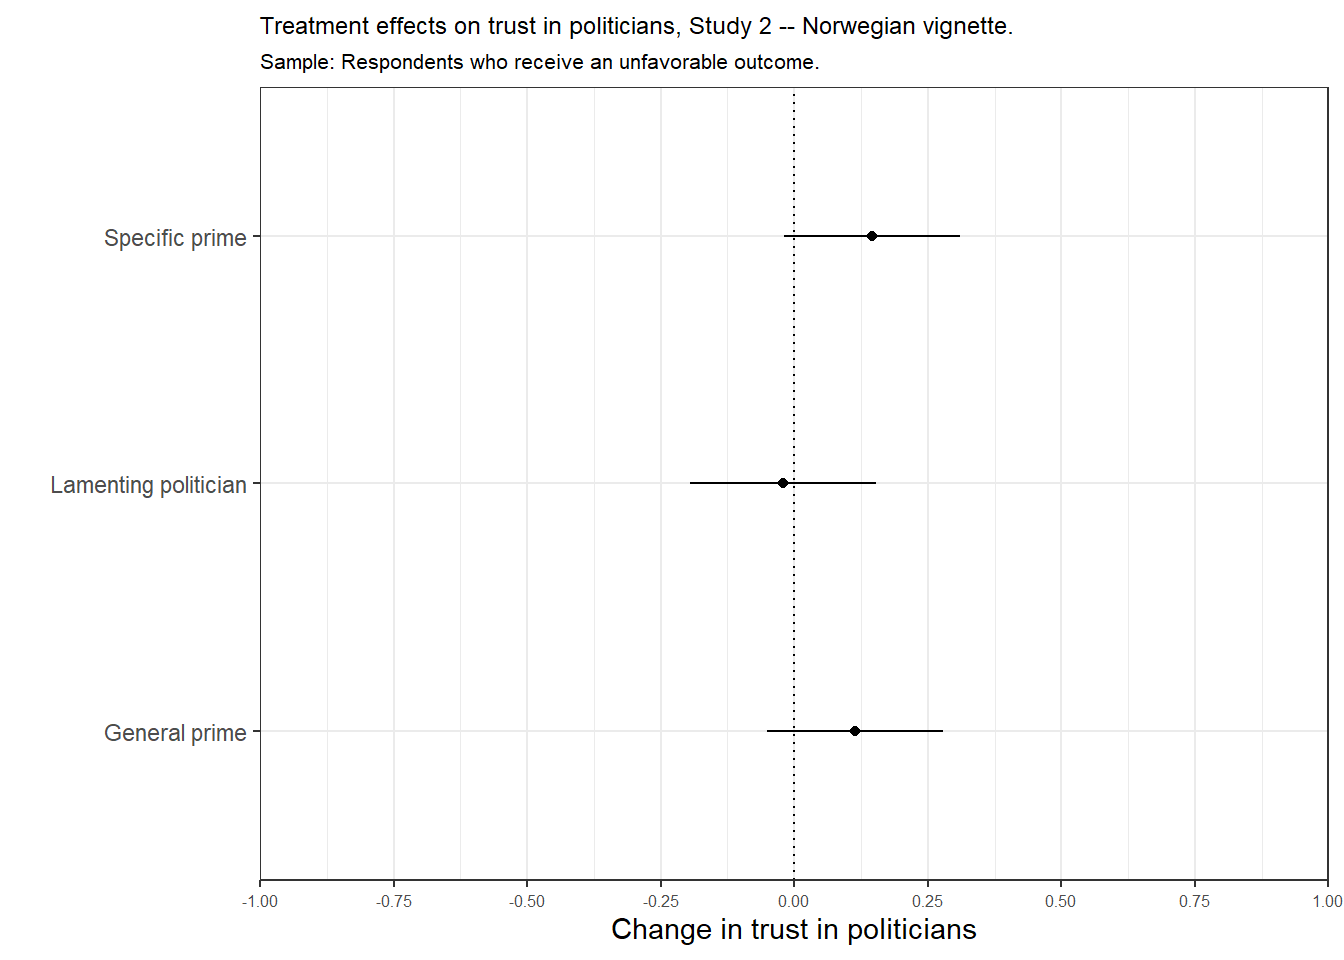 Treatment effects on trust in politicians, Study 2 -- Norwegian vignette.
Sample: Respondents who receive an unfavorable outcome.
Specific prime
Lamenting politician
General prime
-1.00 -0.75 -0.50 -0.25 0.00 0.25 0.50 0.75 1.00
Change in trust in politicians